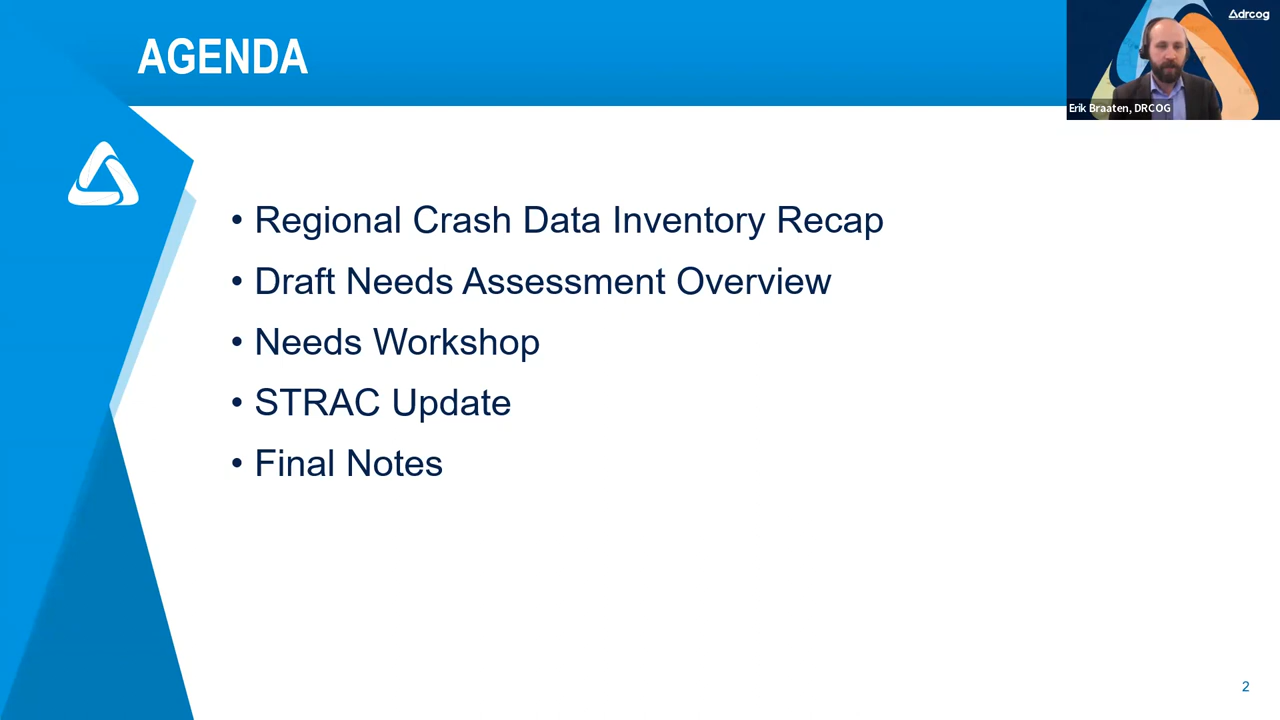 AGENDA
drcog
Erik Braaten, DRCOG
• Regional Crash Data Inventory Recap
• Draft Needs Assessment Overview
• Needs Workshop
• STRAC Update
• Final Notes
2